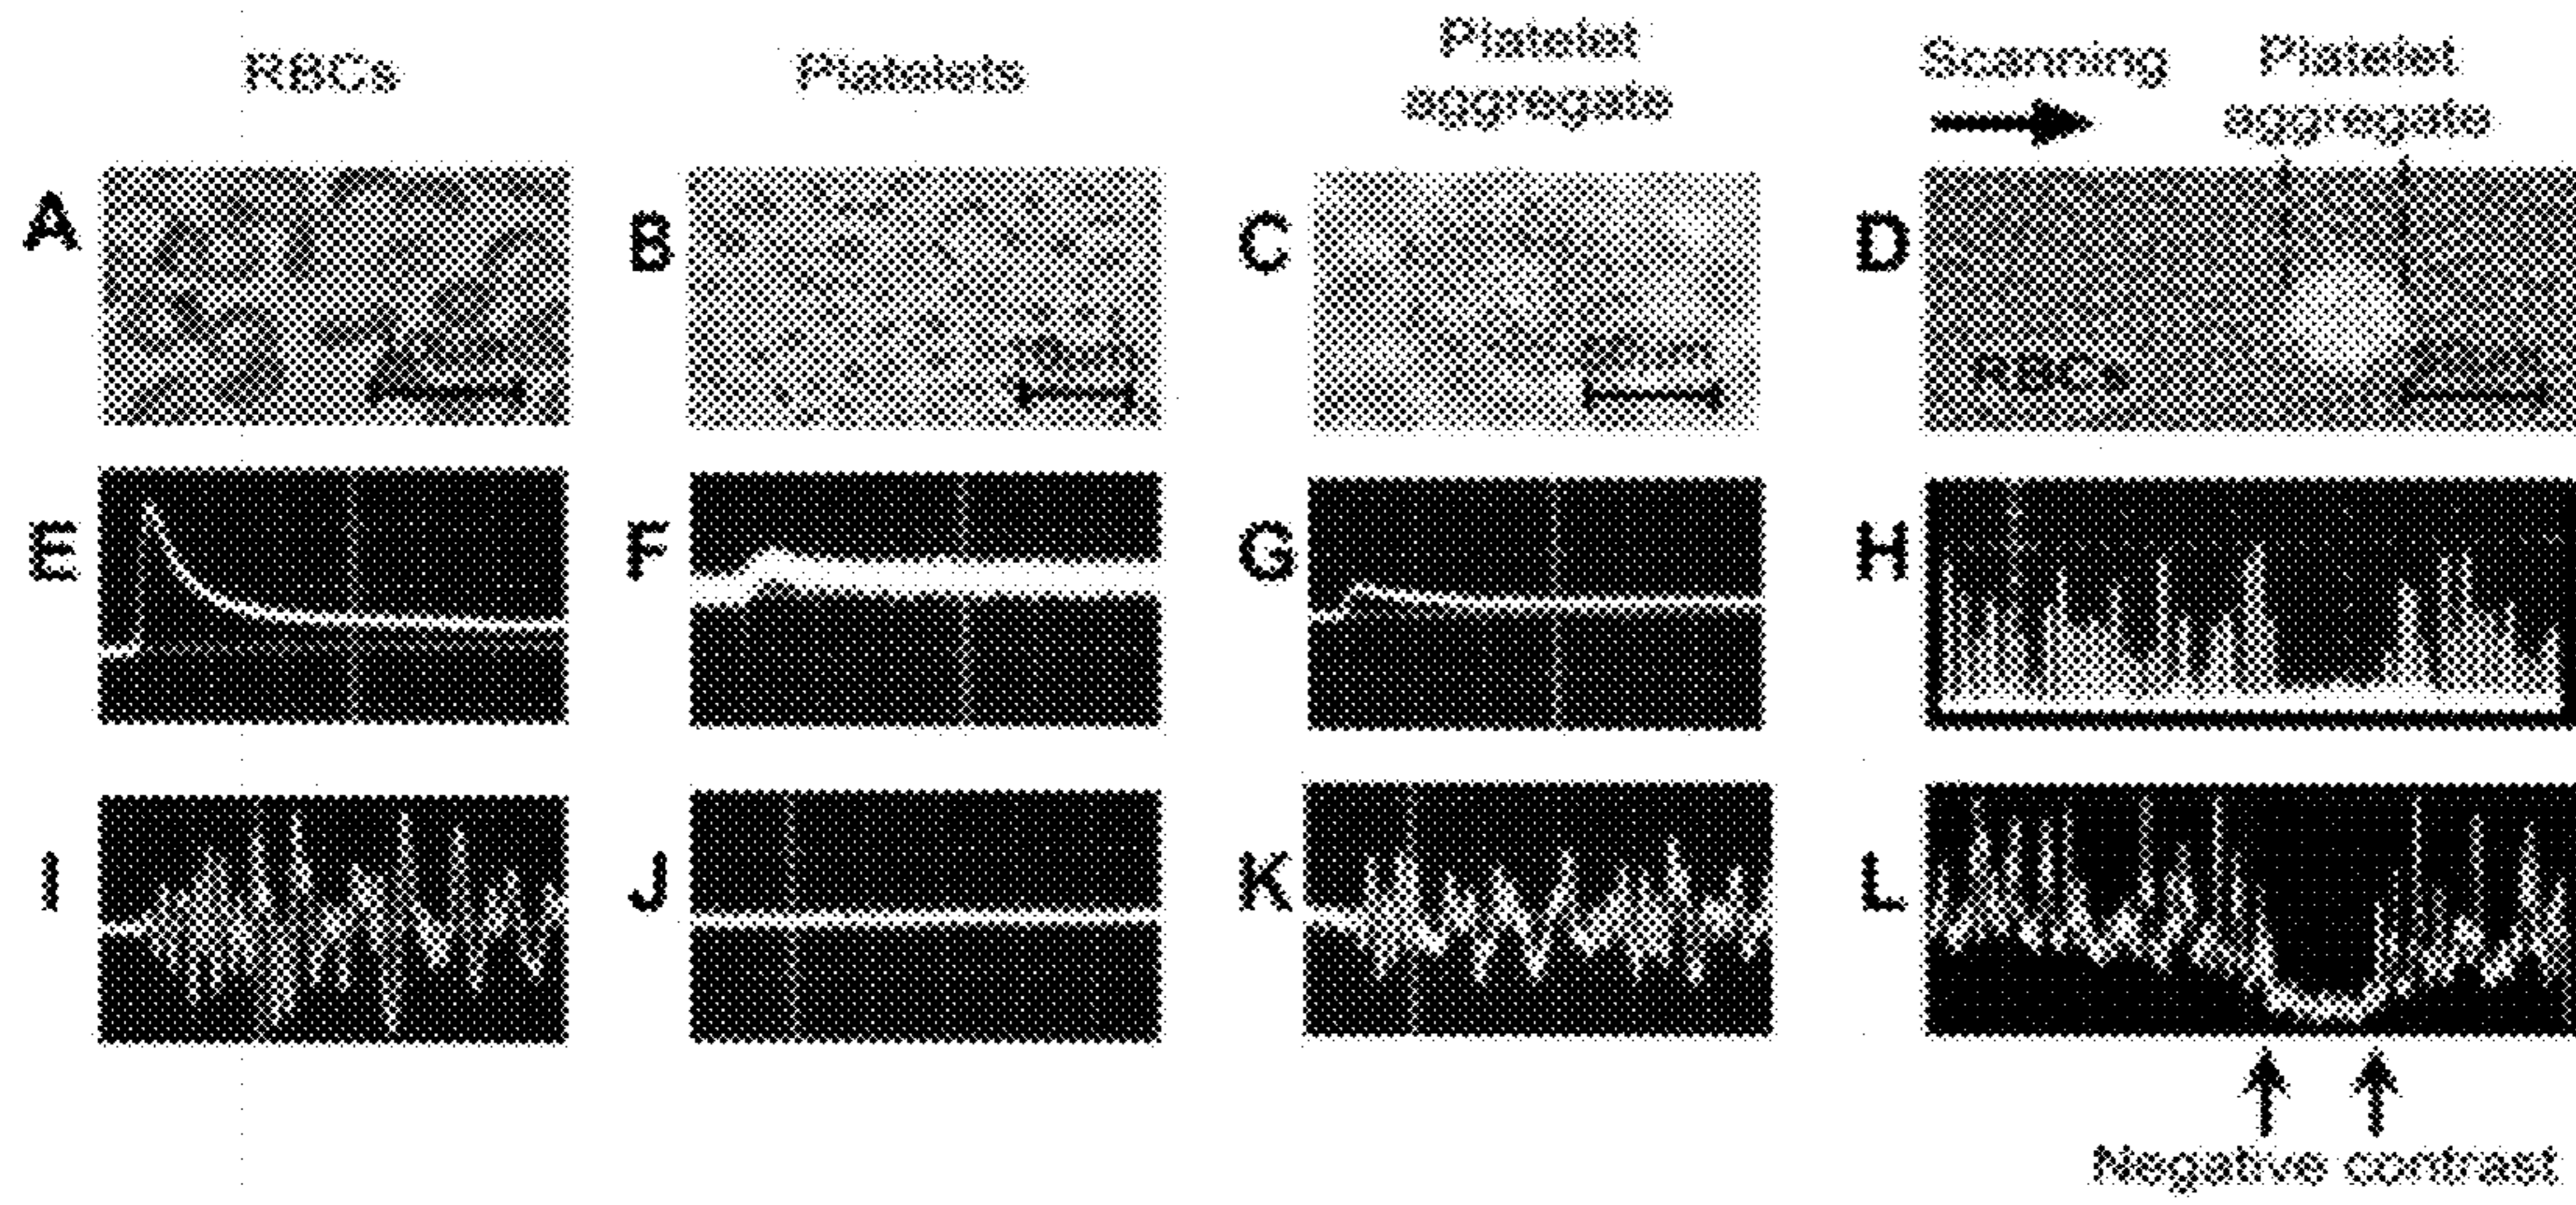 RBCs
Platelets
Platelet
aggregate
Scanning
Platelet
aggregate
A
B
C
D
RBCs
E
F
G
H
I
J
K
L
Negative contrast